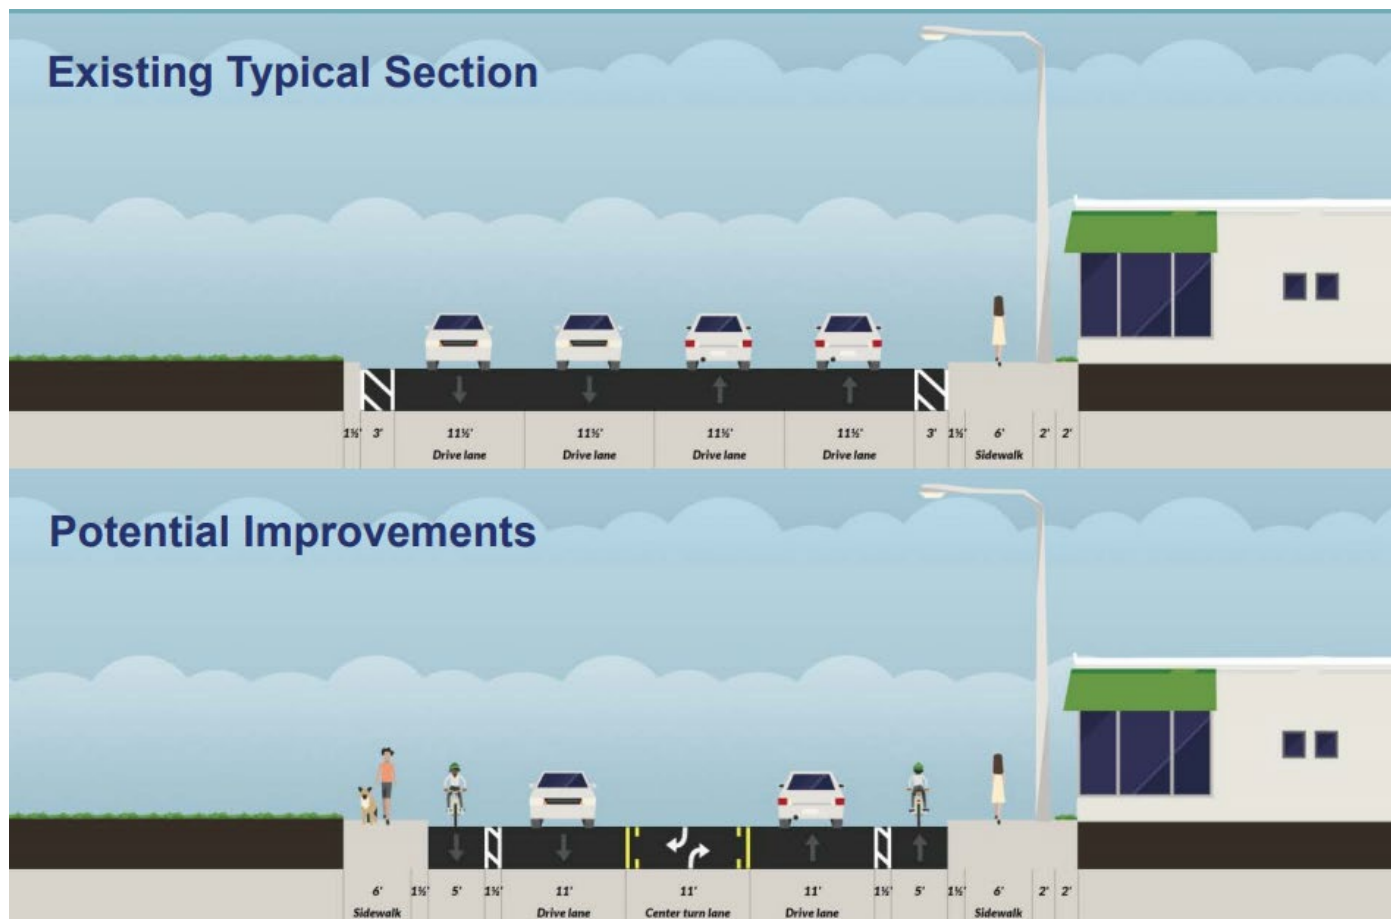 Existing Typical Section
1½' 3' 11½' 11½' 11½' 11½' 3' 1½' 6' 2' 2'
Drive lane Drive lane Drive lane Drive lane Sidewalk
Potential Improvements
6' 1½' 5' 1½' 11' 11' 11' 1½' 5' 1½' 6' 2' 2'
Sidewalk Drive lane Center turn lane Drive lane Sidewalk